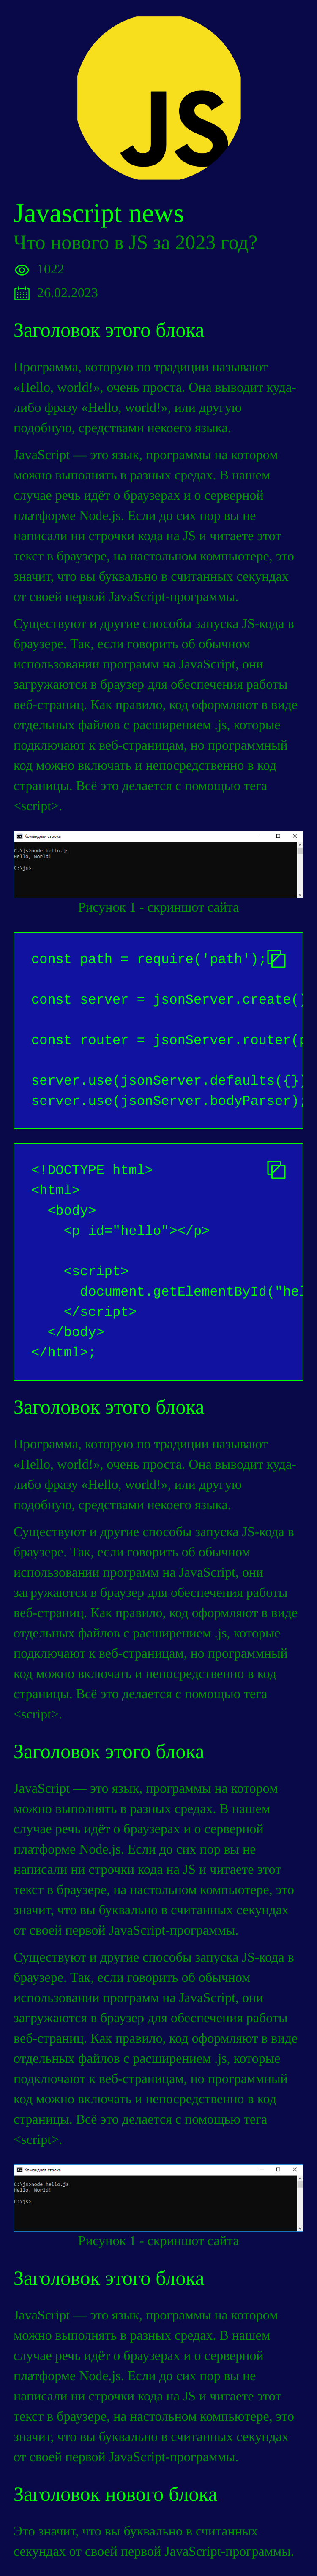 JS
Javascript news
Что нового в JS за 2023 год?
1022
26.02.2023
Заголовок этого блока
Программа, которую по традиции называют
«Hello, world!», очень проста. Она выводит куда-
либо фразу «Hello, world!», или другую
подобную, средствами некоего языка.
JavaScript — это язык, программы на котором
можно выполнять в разных средах. В нашем
случае речь идёт о браузерах и о серверной
платформе Node.js. Если до сих пор вы не
написали ни строчки кода на JS и читаете этот
текст в браузере, на настольном компьютере, это
значит, что вы буквально в считанных секундах
от своей первой JavaScript-программы.
Существуют и другие способы запуска JS-кода в
браузере. Так, если говорить об обычном
использовании программ на JavaScript, они
загружаются в браузер для обеспечения работы
веб-страниц. Как правило, код оформляют в виде
отдельных файлов с расширением .js, которые
подключают к веб-страницам, но программный
код можно включать и непосредственно в код
страницы. Всё это делается с помощью тега
<script>.
Командная строка
C:\js>node hello.js
Hello, World!
C:\js>
Рисунок 1 - скриншот сайта
const path = require('path');
const server = jsonServer.create()
const router = jsonServer.router(p
server.use(jsonServer.defaults({})
server.use(jsonServer.bodyParser)
<!DOCTYPE html>
<html>
<body>
<p id="hello"></p>
<script>
document.getElementById("hel
</script>
</body>
</html>;
Заголовок этого блока
Программа, которую по традиции называют
«Hello, world!», очень проста. Она выводит куда-
либо фразу «Hello, world!», или другую
подобную, средствами некоего языка.
Существуют и другие способы запуска JS-кода в
браузере. Так, если говорить об обычном
использовании программ на JavaScript, они
загружаются в браузер для обеспечения работы
веб-страниц. Как правило, код оформляют в виде
отдельных файлов с расширением .js, которые
подключают к веб-страницам, но программный
код можно включать и непосредственно в код
страницы. Всё это делается с помощью тега
<script>.
Заголовок этого блока
JavaScript — это язык, программы на котором
можно выполнять в разных средах. В нашем
случае речь идёт о браузерах и о серверной
платформе Node.js. Если до сих пор вы не
написали ни строчки кода на JS и читаете этот
текст в браузере, на настольном компьютере, это
значит, что вы буквально в считанных секундах
от своей первой JavaScript-программы.
Существуют и другие способы запуска JS-кода в
браузере. Так, если говорить об обычном
использовании программ на JavaScript, они
загружаются в браузер для обеспечения работы
веб-страниц. Как правило, код оформляют в виде
отдельных файлов с расширением .js, которые
подключают к веб-страницам, но программный
код можно включать и непосредственно в код
страницы. Всё это делается с помощью тега
<script>.
Командная строка
C:\js>node hello.js
Hello, World!
C:\js>
Рисунок 1 - скриншот сайта
Заголовок этого блока
JavaScript — это язык, программы на котором
можно выполнять в разных средах. В нашем
случае речь идёт о браузерах и о серверной
платформе Node.js. Если до сих пор вы не
написали ни строчки кода на JS и читаете этот
текст в браузере, на настольном компьютере, это
значит, что вы буквально в считанных секундах
от своей первой JavaScript-программы.
Заголовок нового блока
Это значит, что вы буквально в считанных
секундах от своей первой JavaScript-программы.